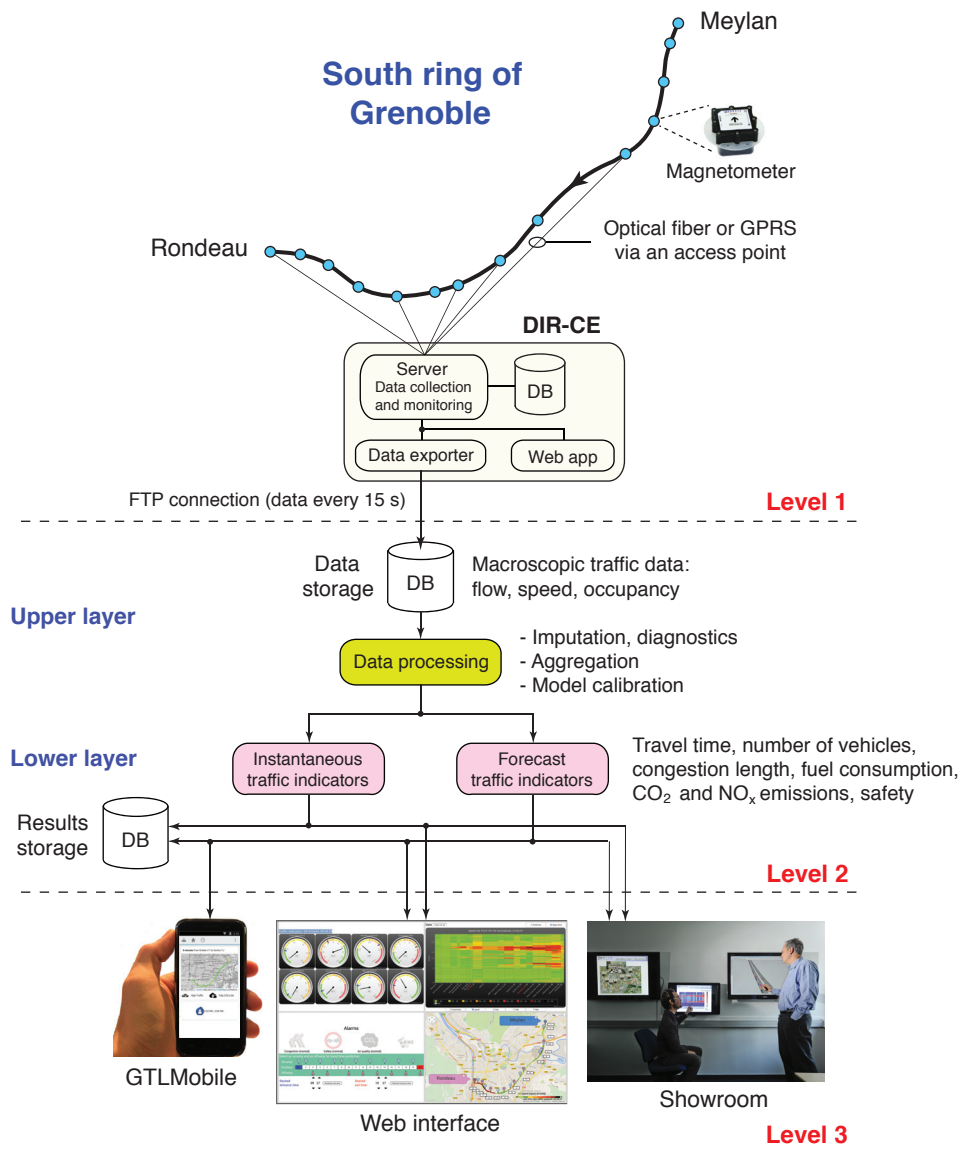 Meylan
South ring of
Grenoble
Magnetometer
Optical fiber or GPRS
via an access point
Rondeau
DIR-CE
Server
Data collection
and monitoring
DB
Data exporter
Web app
FTP connection (data every 15 s)
Level 1
Data
storage
DB
Macroscopic traffic data:
flow, speed, occupancy
Upper layer
Data processing
- Imputation, diagnostics
- Aggregation
- Model calibration
Lower layer
Instantaneous
traffic indicators
Forecast
traffic indicators
Travel time, number of vehicles,
congestion length, fuel consumption,
CO₂ and NOₓ emissions, safety
Results
storage
DB
Level 2
Alarms
Meylan
Rondeau
GTLMobile
Web interface
Showroom
Level 3